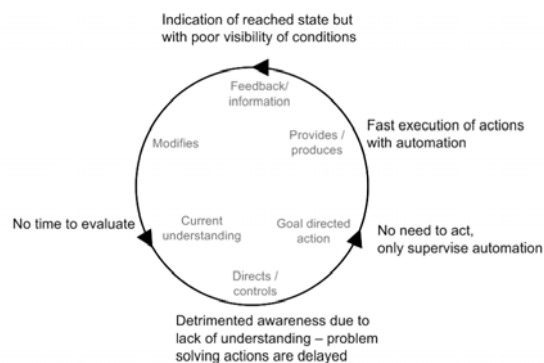 Indication of reached state but
with poor visibility of conditions
Feedback/
information
Modifies
Provides /
produces
Fast execution of actions
with automation
No time to evaluate
Current
understanding
Goal directed
action
No need to act,
only supervise automation
Directs /
controls
Detrimented awareness due to
lack of understanding – problem
solving actions are delayed